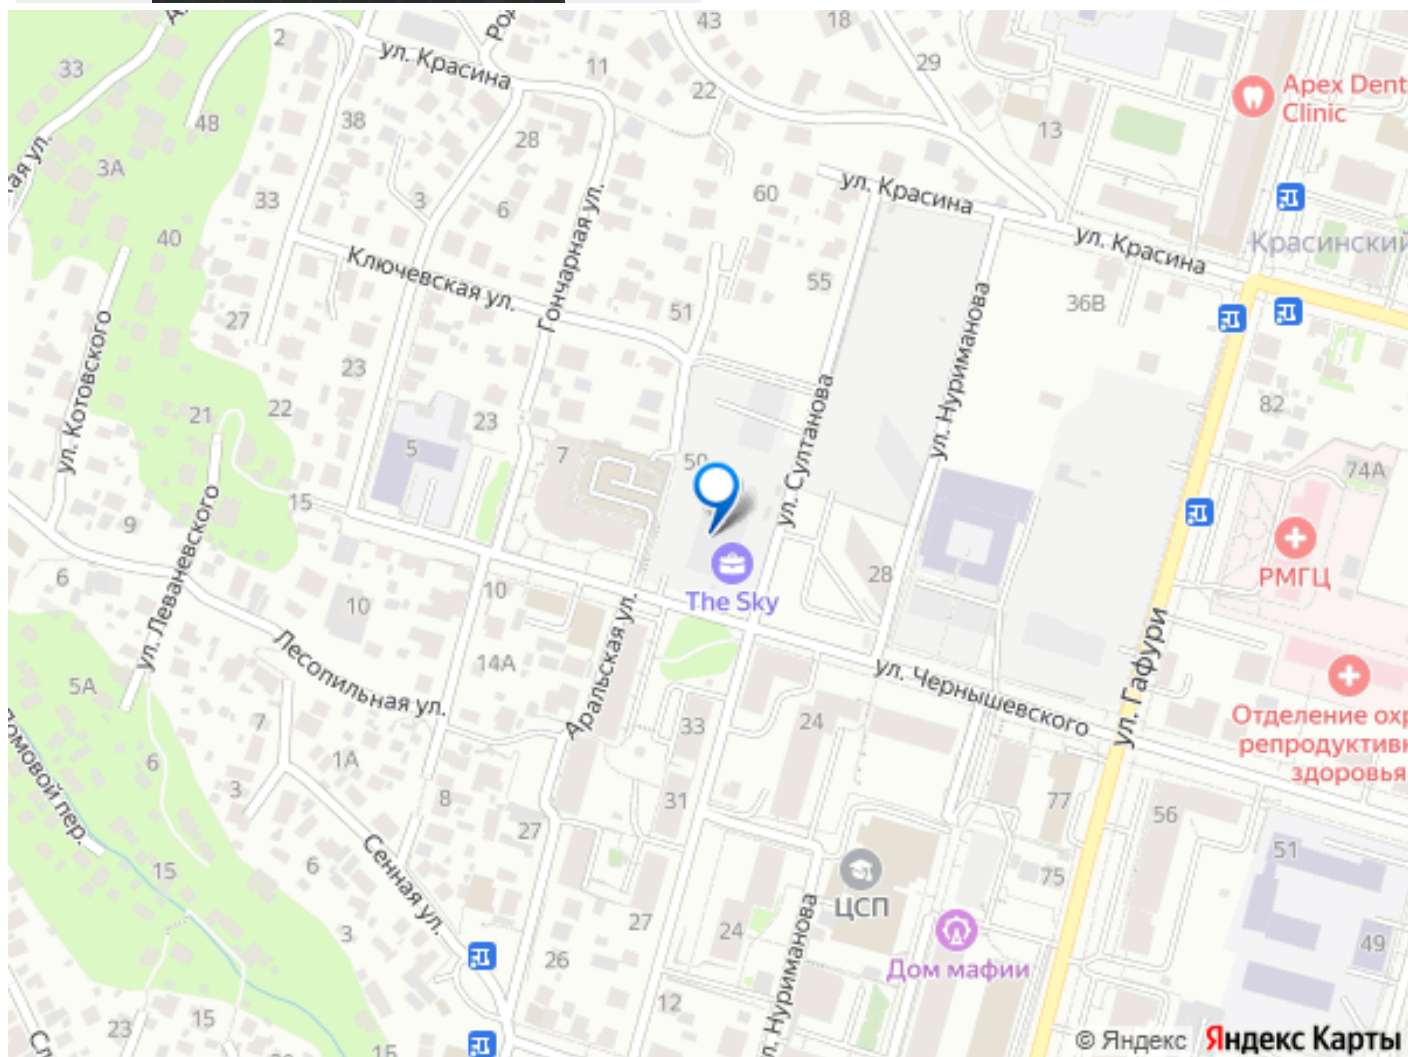 43
18
2
ул. Красина
33
11
29
22
Apex Dent
Clinic
4В
38
28
13
3А
ая ул.
33
3
6
60
ул. Красина
Гончарная ул.
40
ул. Красина
Красинский
Ключевская ул.
55
36В
51
27
ул. Котовского
23
ул. Нуриманова
ул. Султанова
22
21
23
82
5
7
50
74А
15
9
ул. Леваневского
6
10
10
28
РМГЦ
The Sky
Аральская ул.
ул. Гафури
Лесопильная ул.
14А
ул. Чернышевского
5А
7
33
24
Отделение охр
репродуктивн
здоровья
6
1А
3
Ломовой пер.
8
31
77
56
27
Сенная ул.
51
15
6
75
ЦСП
ул. Нуриманова
3
27
24
49
26
Дом мафии
12
23
15
15
© Яндекс
Яндекс Карты